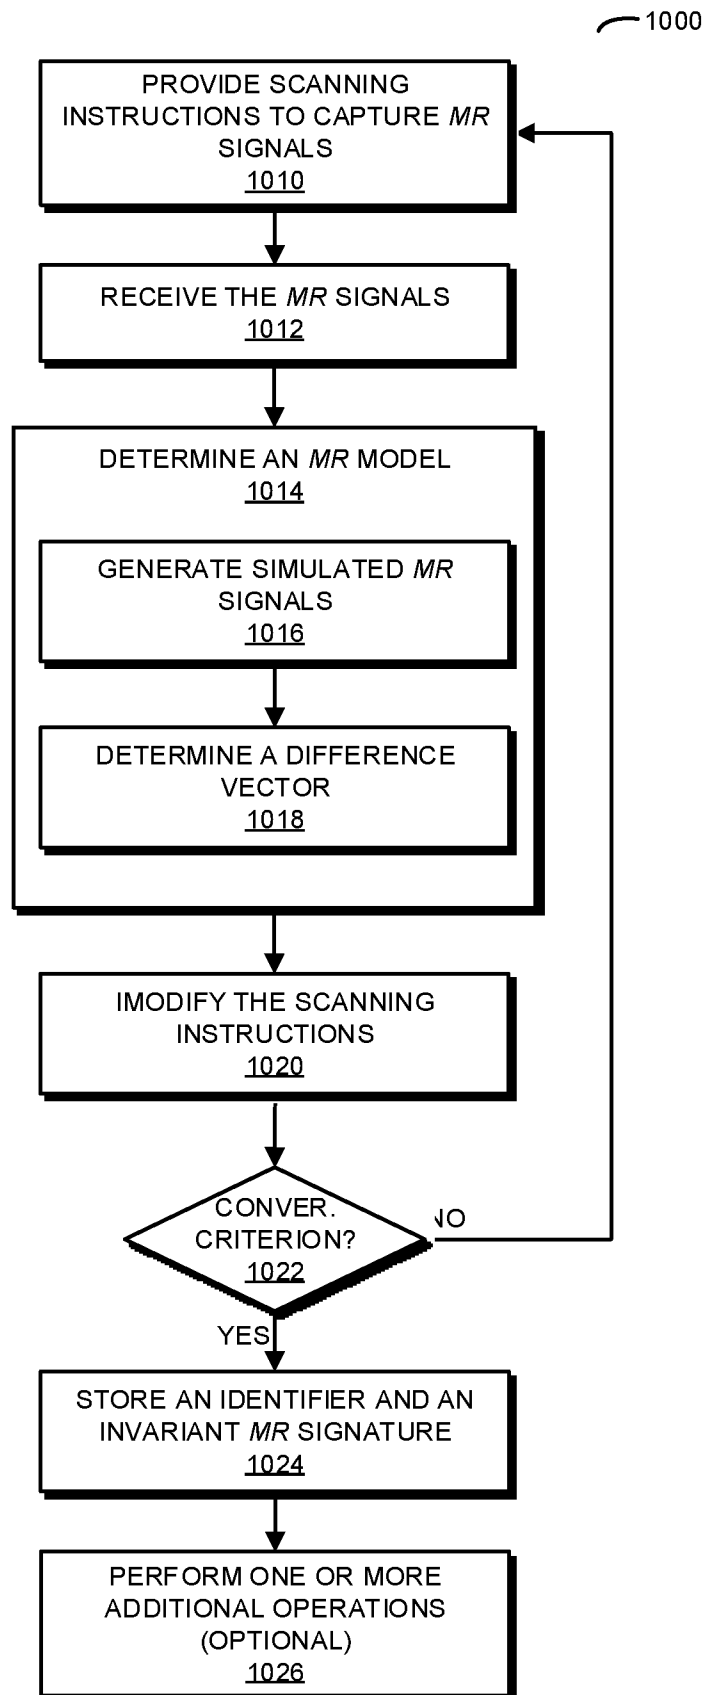 1000
PROVIDE SCANNING
INSTRUCTIONS TO CAPTURE MR
SIGNALS
1010
RECEIVE THE MR SIGNALS
1012
DETERMINE AN MR MODEL
1014
GENERATE SIMULATED MR
SIGNALS
1016
DETERMINE A DIFFERENCE
VECTOR
1018
IMODIFY THE SCANNING
INSTRUCTIONS
1020
CONVER.
CRITERION?
1022
NO
YES
STORE AN IDENTIFIER AND AN
INVARIANT MR SIGNATURE
1024
PERFORM ONE OR MORE
ADDITIONAL OPERATIONS
(OPTIONAL)
1026